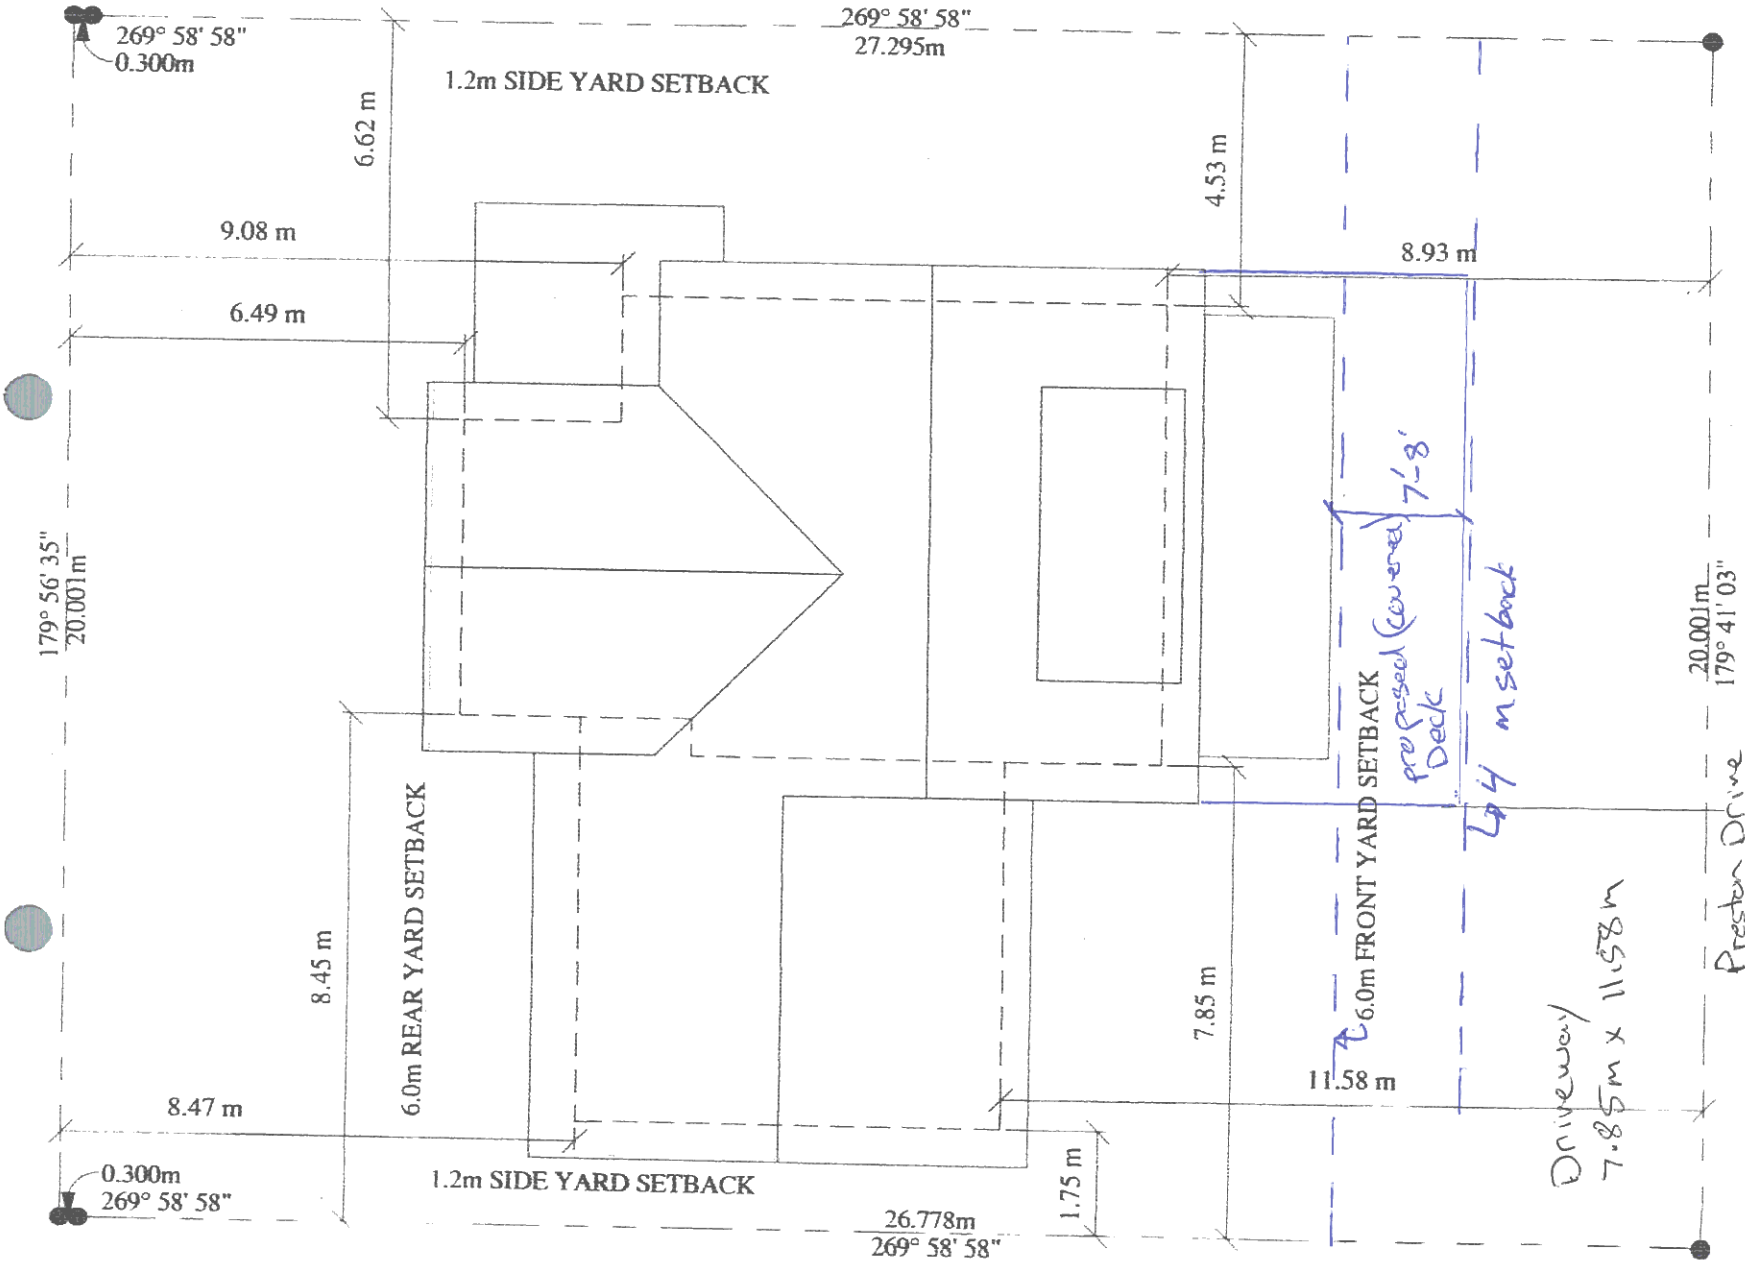 269° 58' 58"
0.300m
269° 58' 58"
27.295m
1.2m SIDE YARD SETBACK
6.62 m
4.53 m
9.08 m
8.93 m
6.49 m
7'-8'
proposed (covered)
Deck
4 m setback
179° 56' 35"
20.001m
20.001m
179° 41' 03"
6.0m REAR YARD SETBACK
6.0m FRONT YARD SETBACK
Preston Drive
8.45 m
7.85 m
Driveway
7.85m x 11.58m
11.58 m
8.47 m
1.75 m
0.300m
269° 58' 58"
1.2m SIDE YARD SETBACK
26.778m
269° 58' 58"